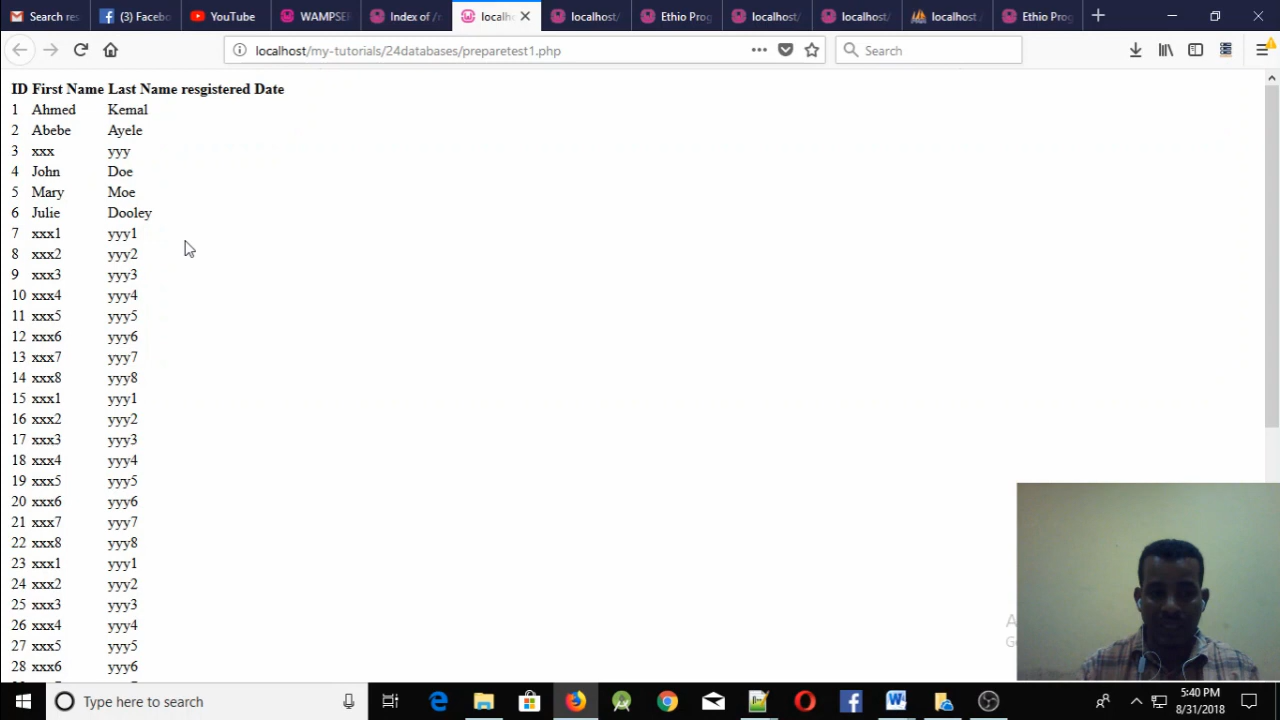 Search res
(3) Facebo
YouTube
WAMPSER
Index of /
localh
localhost/
Ethio Prog
localhost/
localhost/
localhost /
Ethio Prog
localhost/my-tutorials/24databases/preparetest1.php
Search
ID First Name Last Name resgistered Date
1 Ahmed Kemal
2 Abebe Ayele
3 xxx yyy
4 John Doe
5 Mary Moe
6 Julie Dooley
7 xxx1 yyy1
8 xxx2 yyy2
9 xxx3 yyy3
10 xxx4 yyy4
11 xxx5 yyy5
12 xxx6 yyy6
13 xxx7 yyy7
14 xxx8 yyy8
15 xxx1 yyy1
16 xxx2 yyy2
17 xxx3 yyy3
18 xxx4 yyy4
19 xxx5 yyy5
20 xxx6 yyy6
21 xxx7 yyy7
22 xxx8 yyy8
23 xxx1 yyy1
24 xxx2 yyy2
25 xxx3 yyy3
26 xxx4 yyy4
27 xxx5 yyy5
28 xxx6 yyy6
Type here to search
5:40 PM
8/31/2018